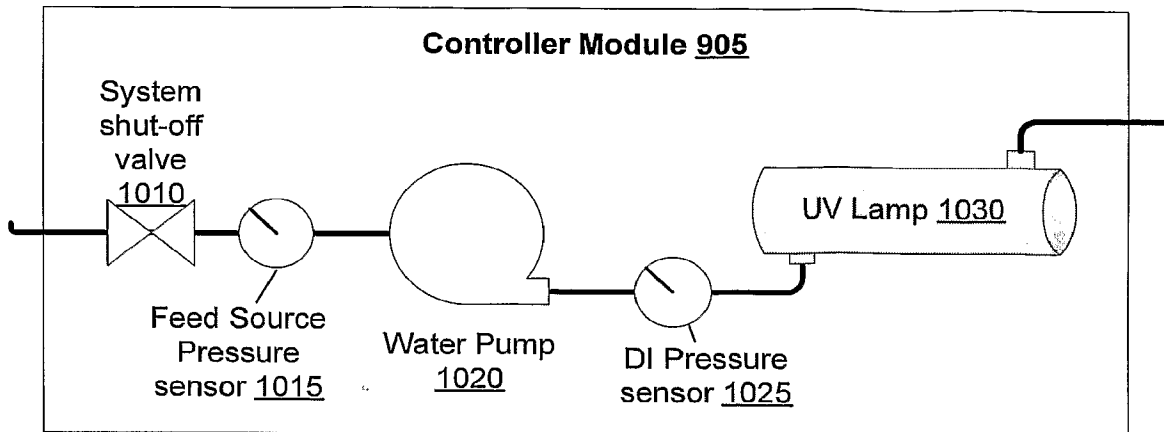 Controller Module 905
System
shut-off
valve
1010
UV Lamp 1030
Feed Source
Pressure
sensor 1015
Water Pump
1020
DI Pressure
sensor 1025